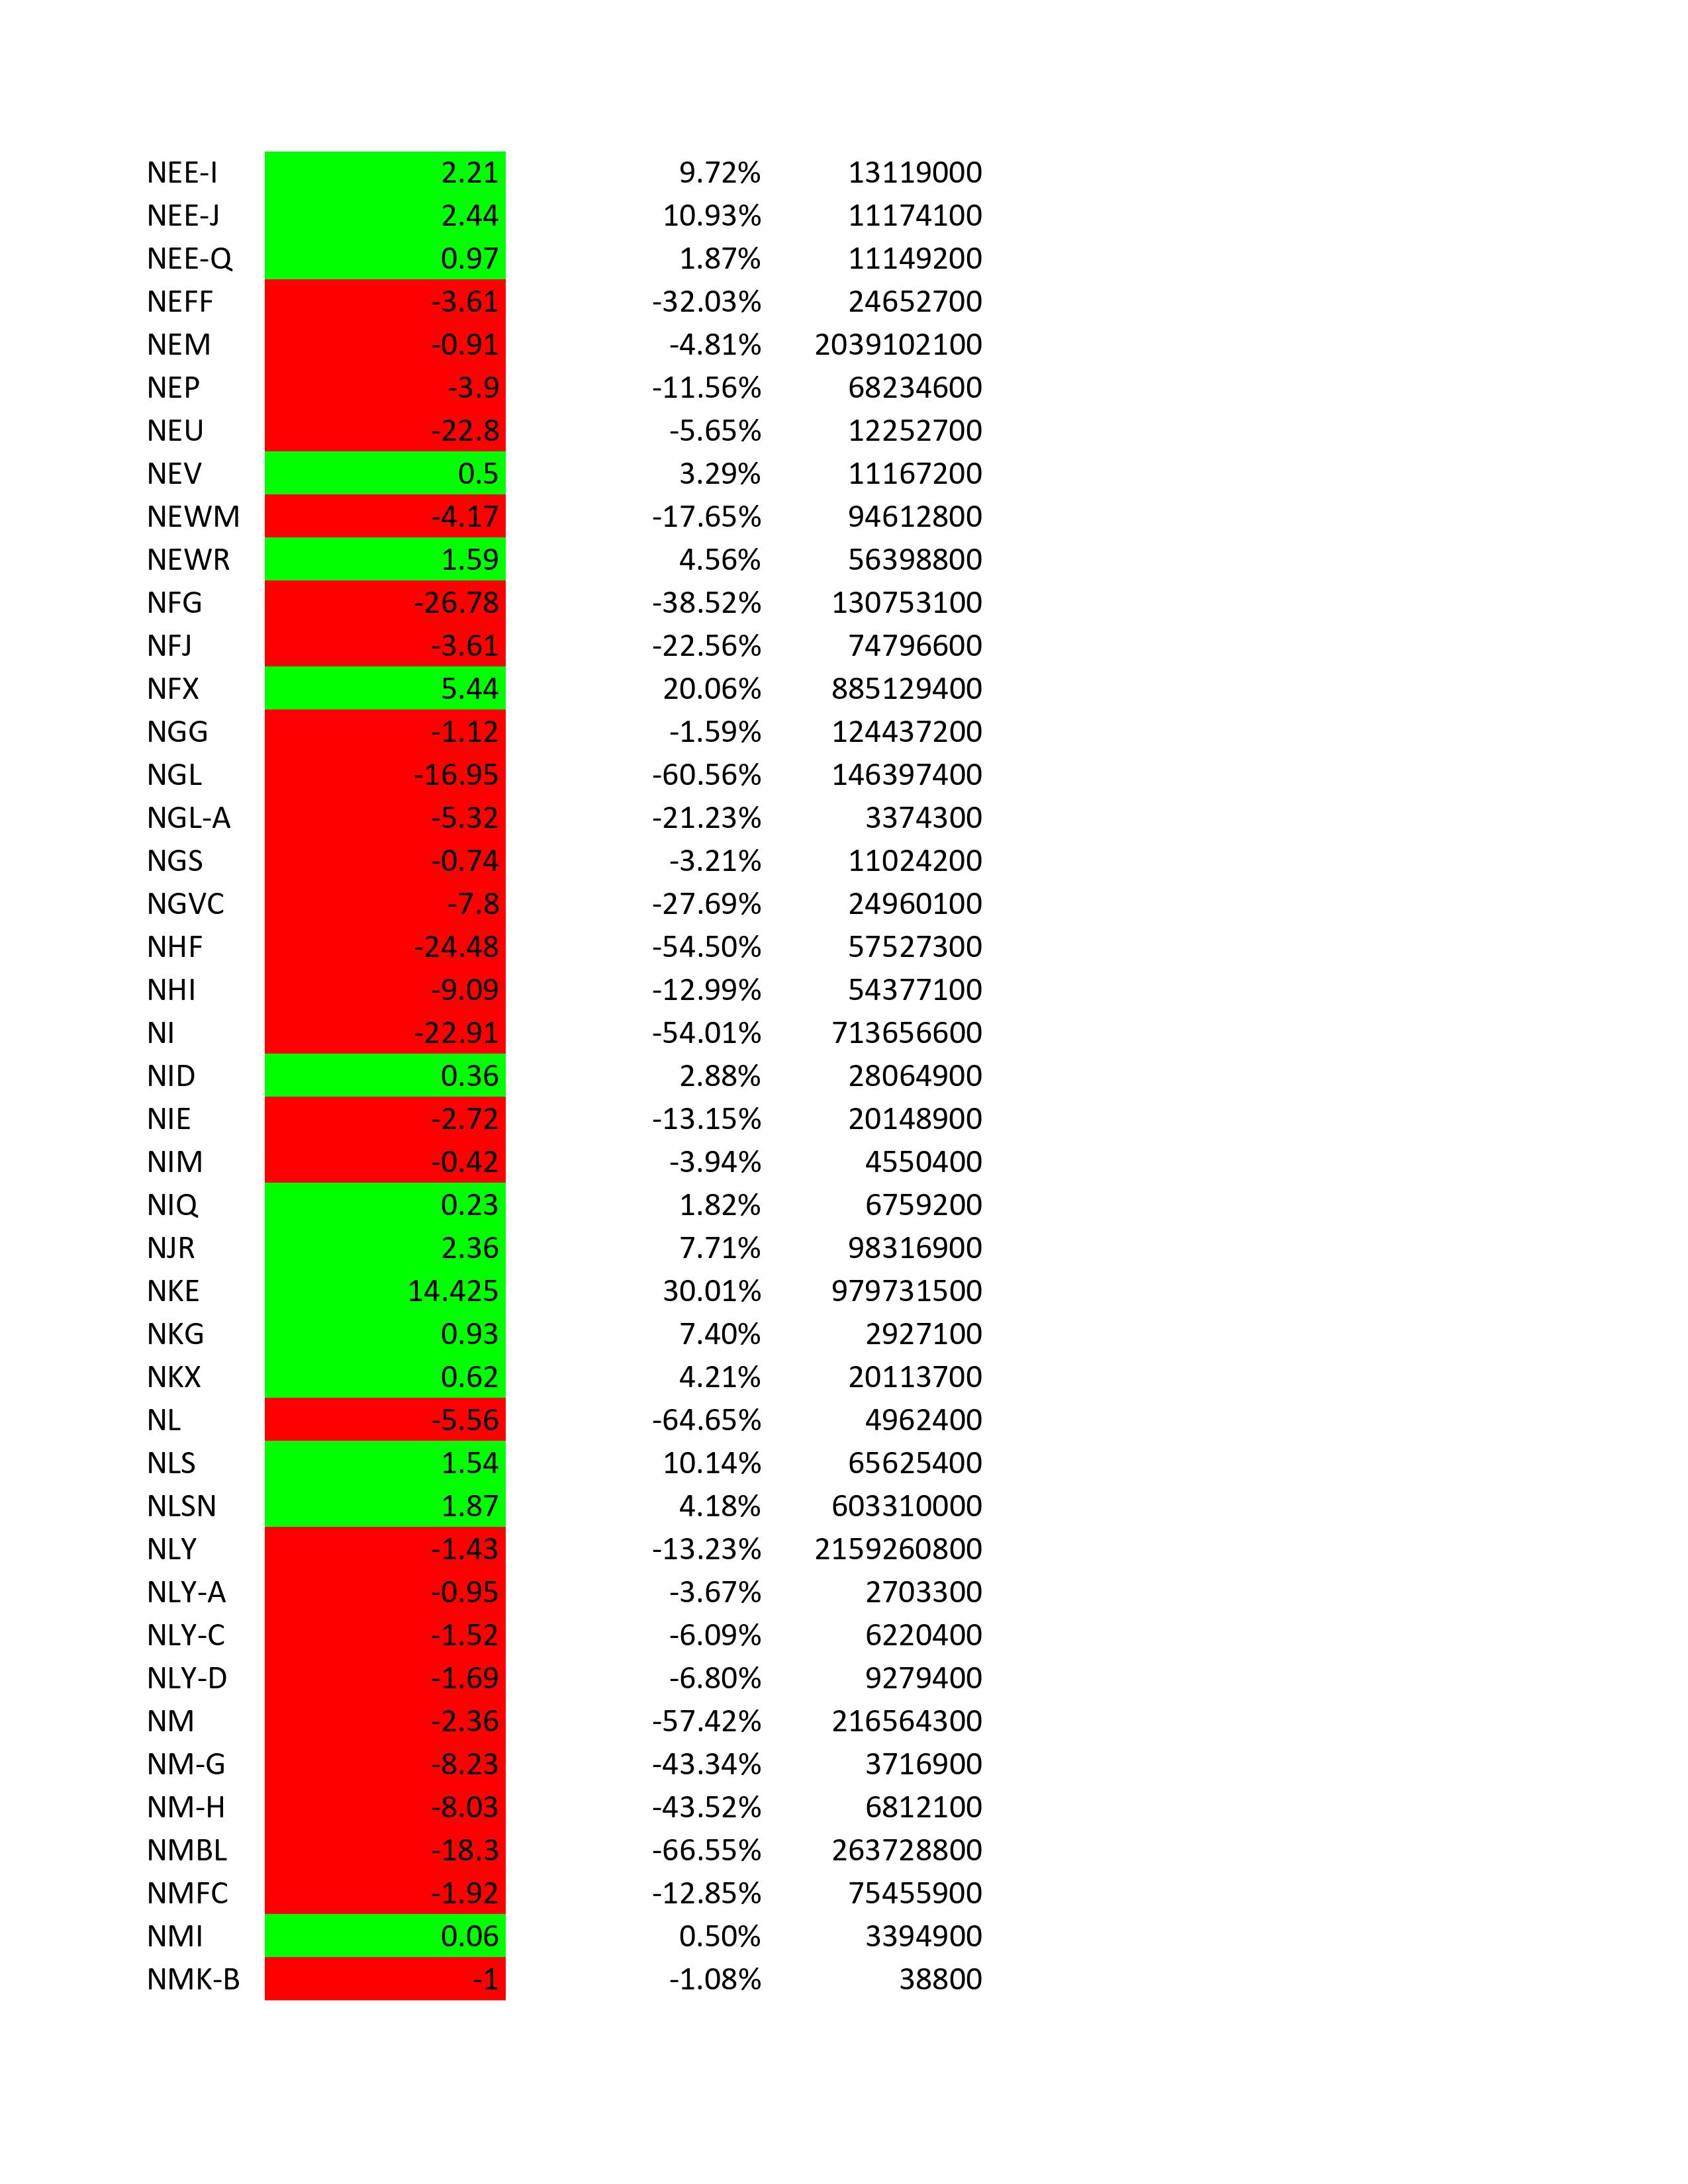 NEE-I 2.21 9.72% 13119000
NEE-J 2.44 10.93% 11174100
NEE-Q 0.97 1.87% 11149200
NEFF -3.61 -32.03% 24652700
NEM -0.91 -4.81% 2039102100
NEP -3.9 -11.56% 68234600
NEU -22.8 -5.65% 12252700
NEV 0.5 3.29% 11167200
NEWM -4.17 -17.65% 94612800
NEWR 1.59 4.56% 56398800
NFG -26.78 -38.52% 130753100
NFJ -3.61 -22.56% 74796600
NFX 5.44 20.06% 885129400
NGG -1.12 -1.59% 124437200
NGL -16.95 -60.56% 146397400
NGL-A -5.32 -21.23% 3374300
NGS -0.74 -3.21% 11024200
NGVC -7.8 -27.69% 24960100
NHF -24.48 -54.50% 57527300
NHI -9.09 -12.99% 54377100
NI -22.91 -54.01% 713656600
NID 0.36 2.88% 28064900
NIE -2.72 -13.15% 20148900
NIM -0.42 -3.94% 4550400
NIQ 0.23 1.82% 6759200
NJR 2.36 7.71% 98316900
NKE 14.425 30.01% 979731500
NKG 0.93 7.40% 2927100
NKX 0.62 4.21% 20113700
NL -5.56 -64.65% 4962400
NLS 1.54 10.14% 65625400
NLSN 1.87 4.18% 603310000
NLY -1.43 -13.23% 2159260800
NLY-A -0.95 -3.67% 2703300
NLY-C -1.52 -6.09% 6220400
NLY-D -1.69 -6.80% 9279400
NM -2.36 -57.42% 216564300
NM-G -8.23 -43.34% 3716900
NM-H -8.03 -43.52% 6812100
NMBL -18.3 -66.55% 263728800
NMFC -1.92 -12.85% 75455900
NMI 0.06 0.50% 3394900
NMK-B -1 -1.08% 38800